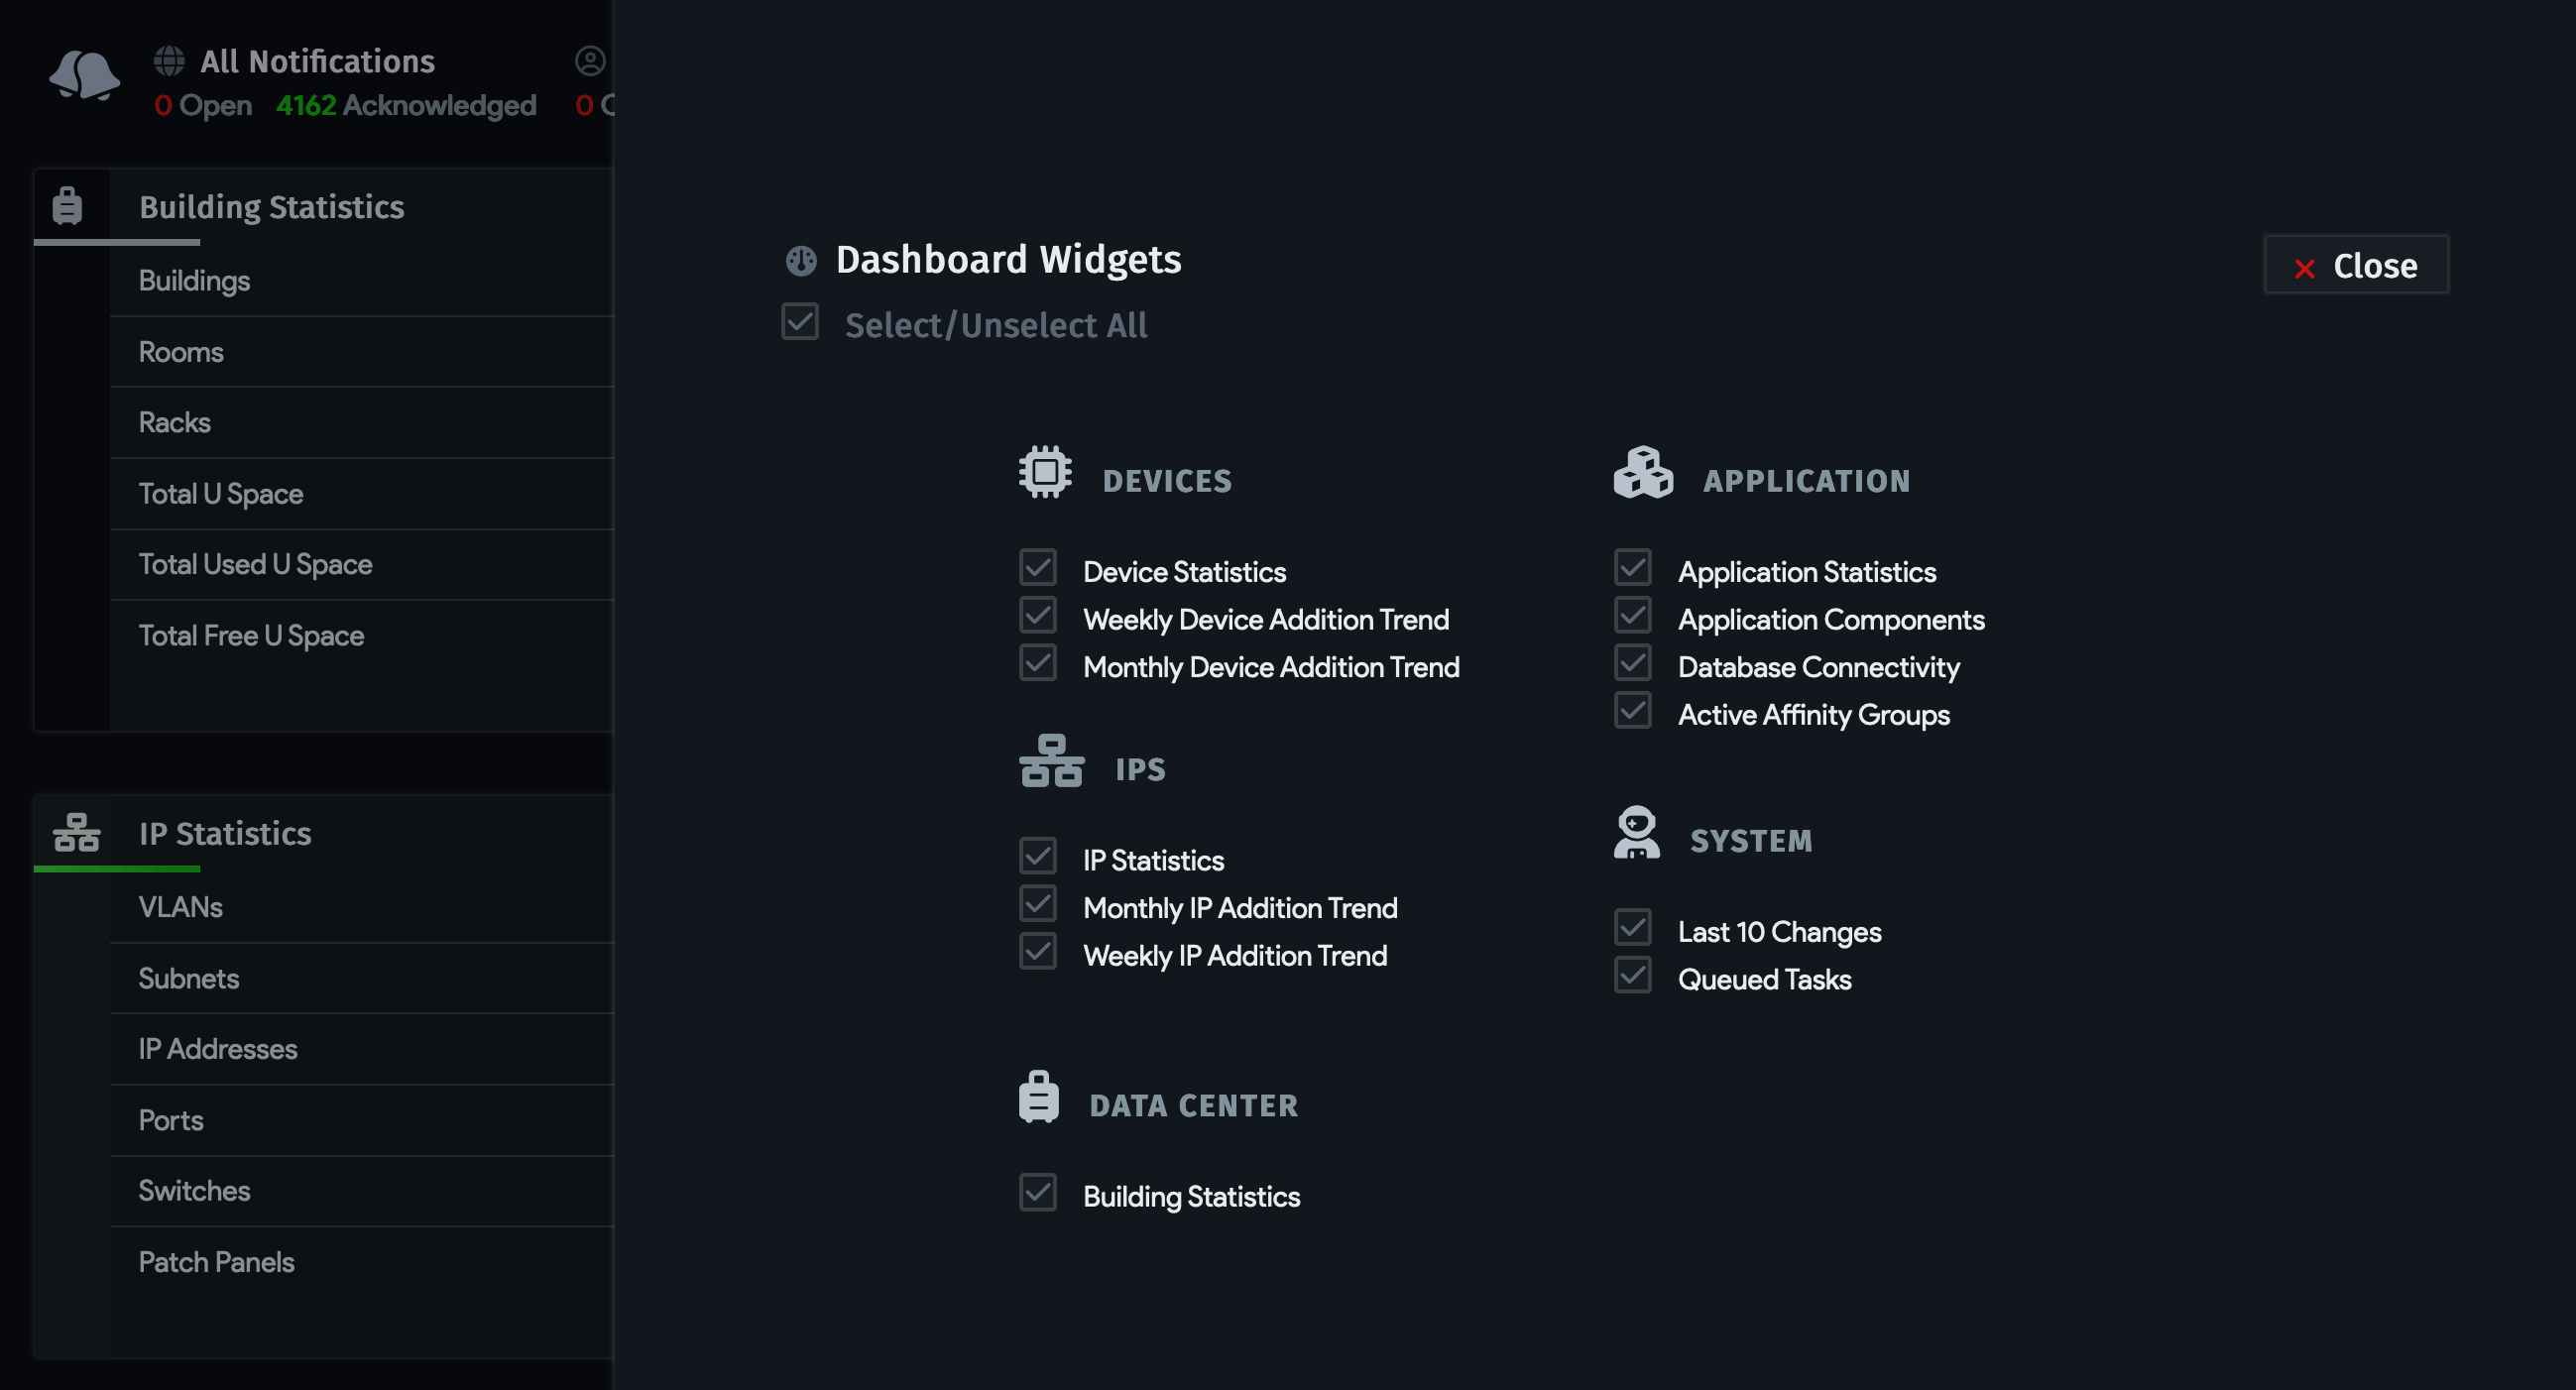 All Notifications
0 Open 4162 Acknowledged 0
Building Statistics
Buildings
Rooms
Racks
Total U Space
Total Used U Space
Total Free U Space
IP Statistics
VLANs
Subnets
IP Addresses
Ports
Switches
Patch Panels
Dashboard Widgets
Close
Select/Unselect All
DEVICES
Device Statistics
Weekly Device Addition Trend
Monthly Device Addition Trend
IPS
IP Statistics
Monthly IP Addition Trend
Weekly IP Addition Trend
DATA CENTER
Building Statistics
APPLICATION
Application Statistics
Application Components
Database Connectivity
Active Affinity Groups
SYSTEM
Last 10 Changes
Queued Tasks